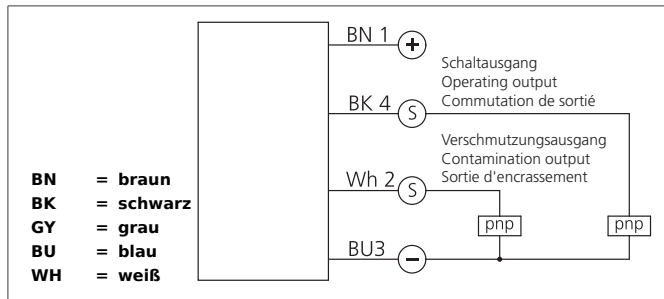 BN 1 +
Schaltausgang
Operating output
Commutation de sortié
BK 4 S
Verschmutzungsausgang
Contamination output
Sortie d'encrassement
Wh 2 S
pnp pnp
BU3 −
BN = braun
BK = schwarz
GY = grau
BU = blau
WH = weiß